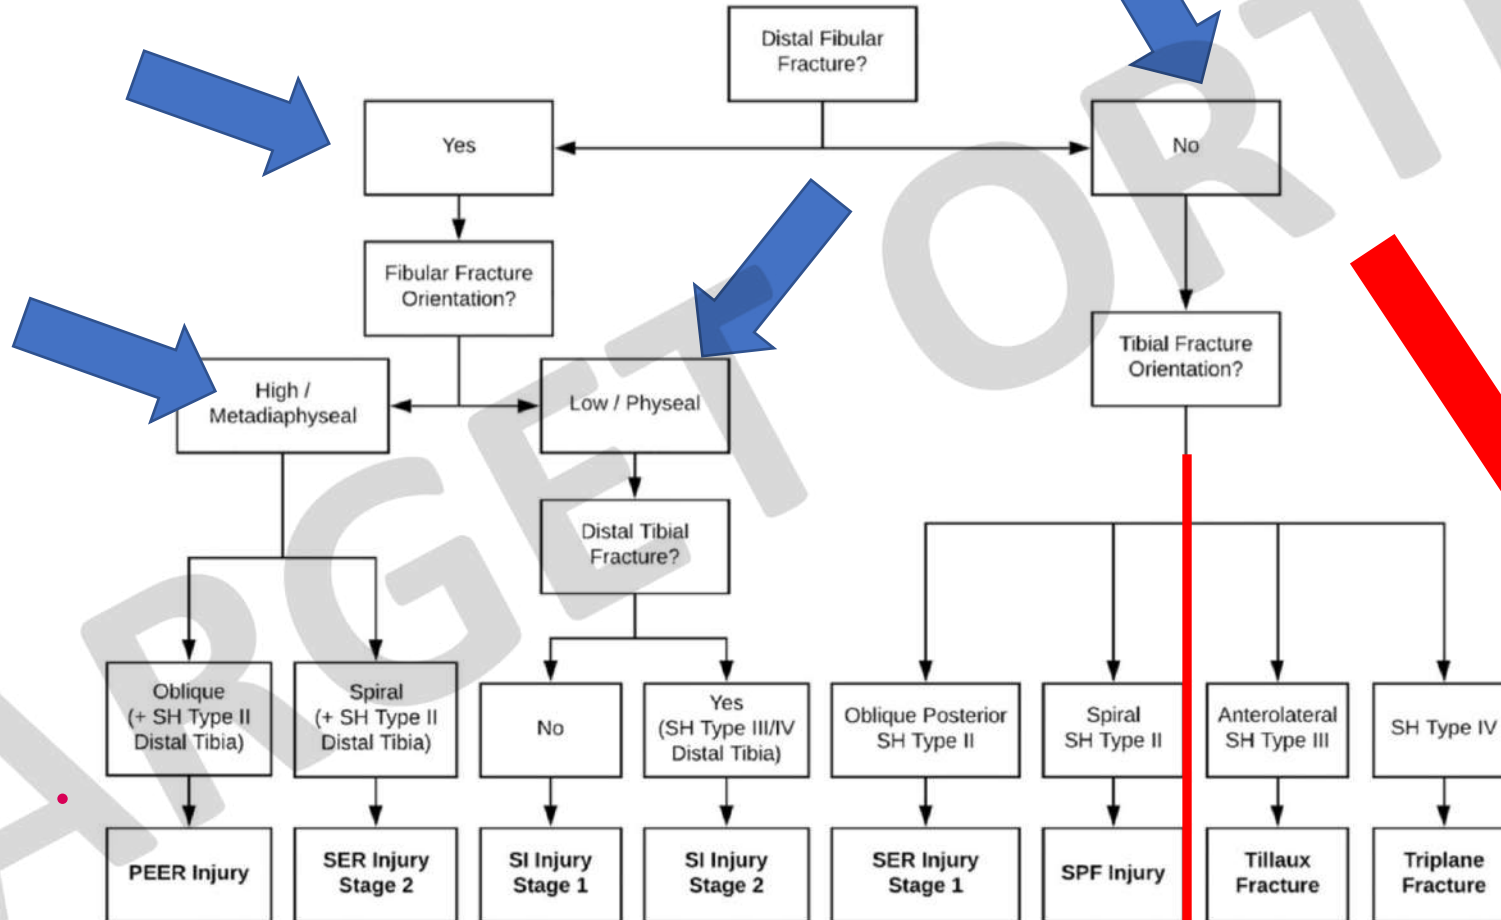 Distal Fibular
Fracture?
Yes
No
Fibular Fracture
Orientation?
Tibial Fracture
Orientation?
High /
Metadiaphyseal
Low / Physeal
Distal Tibial
Fracture?
Oblique
(+ SH Type II
Distal Tibia)
Spiral
(+ SH Type II
Distal Tibia)
No
Yes
(SH Type III/IV
Distal Tibia)
Oblique Posterior
SH Type II
Spiral
SH Type II
Anterolateral
SH Type III
SH Type IV
PEER Injury
SER Injury
Stage 2
SI Injury
Stage 1
SI Injury
Stage 2
SER Injury
Stage 1
SPF Injury
Tillaux
Fracture
Triplane
Fracture
ARGET ORT